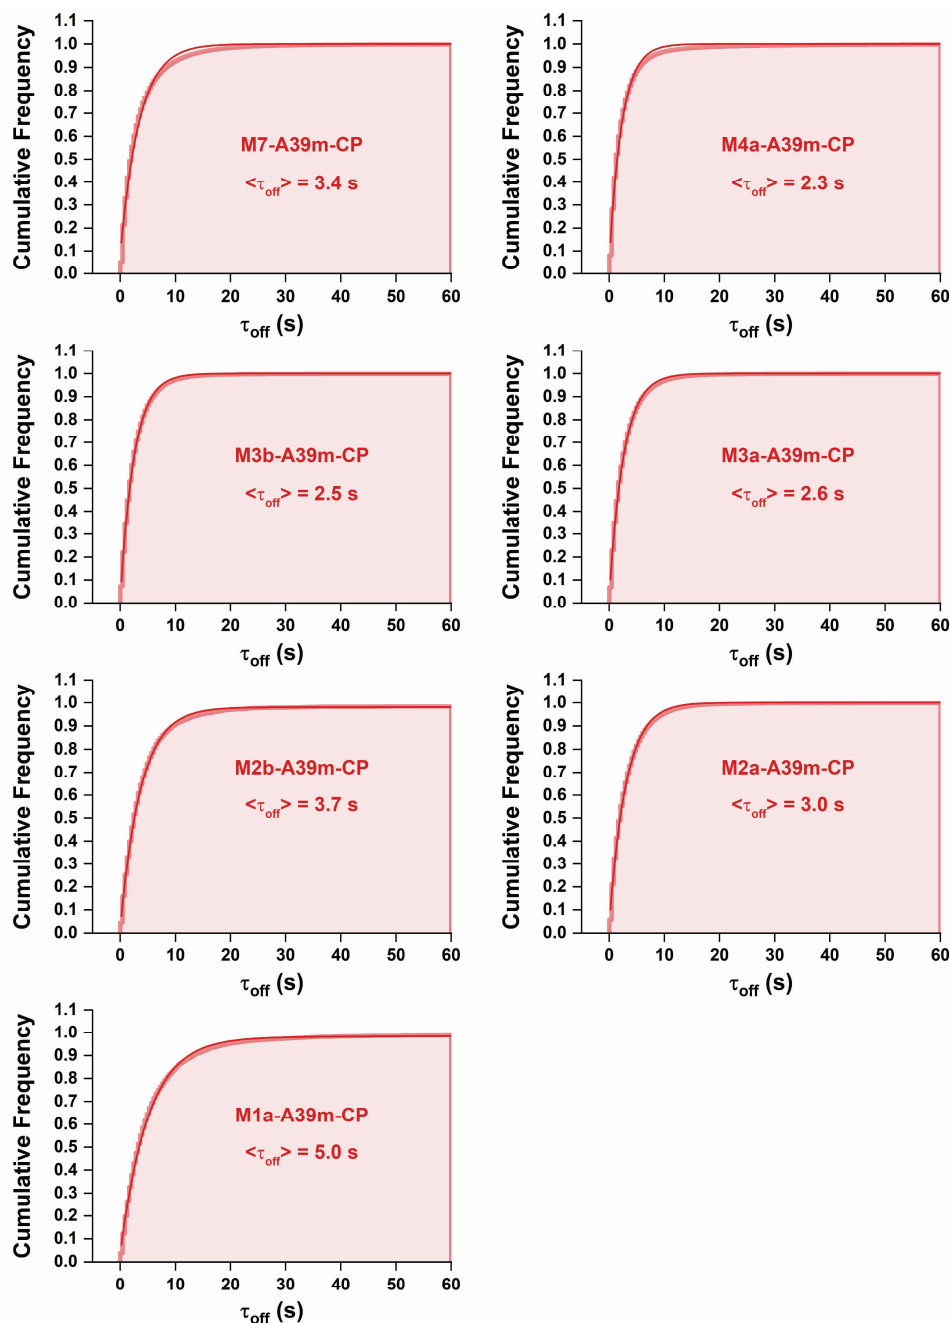 1.1
1.0
0.9
0.8
0.7
0.6
0.5
0.4
0.3
0.2
0.1
0.0
Cumulative Frequency
M7-A39m-CP
<τoff> = 3.4 s
0 10 20 30 40 50 60
τoff (s)
1.1
1.0
0.9
0.8
0.7
0.6
0.5
0.4
0.3
0.2
0.1
0.0
Cumulative Frequency
M4a-A39m-CP
<τoff> = 2.3 s
0 10 20 30 40 50 60
τoff (s)
1.1
1.0
0.9
0.8
0.7
0.6
0.5
0.4
0.3
0.2
0.1
0.0
Cumulative Frequency
M3b-A39m-CP
<τoff> = 2.5 s
0 10 20 30 40 50 60
τoff (s)
1.1
1.0
0.9
0.8
0.7
0.6
0.5
0.4
0.3
0.2
0.1
0.0
Cumulative Frequency
M3a-A39m-CP
<τoff> = 2.6 s
0 10 20 30 40 50 60
τoff (s)
1.1
1.0
0.9
0.8
0.7
0.6
0.5
0.4
0.3
0.2
0.1
0.0
Cumulative Frequency
M2b-A39m-CP
<τoff> = 3.7 s
0 10 20 30 40 50 60
τoff (s)
1.1
1.0
0.9
0.8
0.7
0.6
0.5
0.4
0.3
0.2
0.1
0.0
Cumulative Frequency
M2a-A39m-CP
<τoff> = 3.0 s
0 10 20 30 40 50 60
τoff (s)
1.1
1.0
0.9
0.8
0.7
0.6
0.5
0.4
0.3
0.2
0.1
0.0
Cumulative Frequency
M1a-A39m-CP
<τoff> = 5.0 s
0 10 20 30 40 50 60
τoff (s)